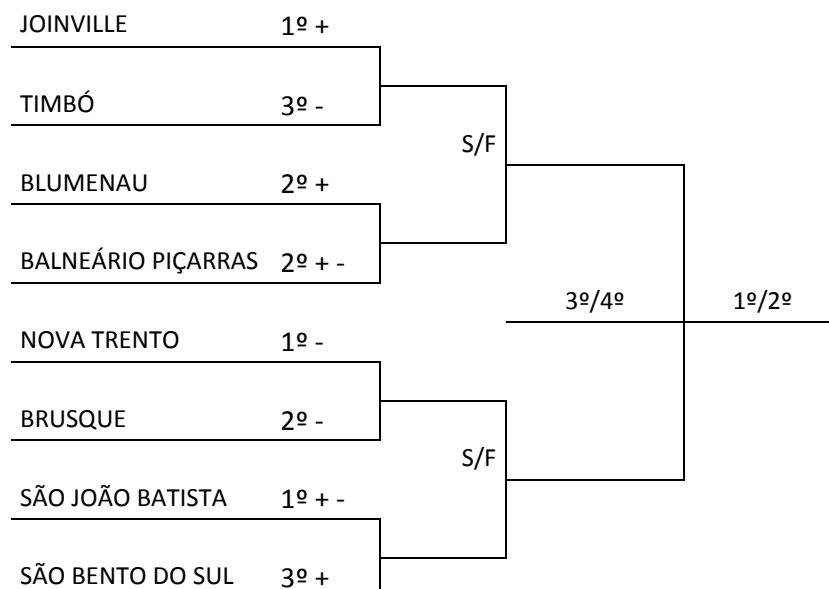 JOINVILLE 1º +
TIMBÓ 3º -
S/F
BLUMENAU 2º +
BALNEÁRIO PIÇARRAS 2º + -
3º/4º 1º/2º
NOVA TRENTO 1º -
BRUSQUE 2º -
S/F
SÃO JOÃO BATISTA 1º + -
SÃO BENTO DO SUL 3º +